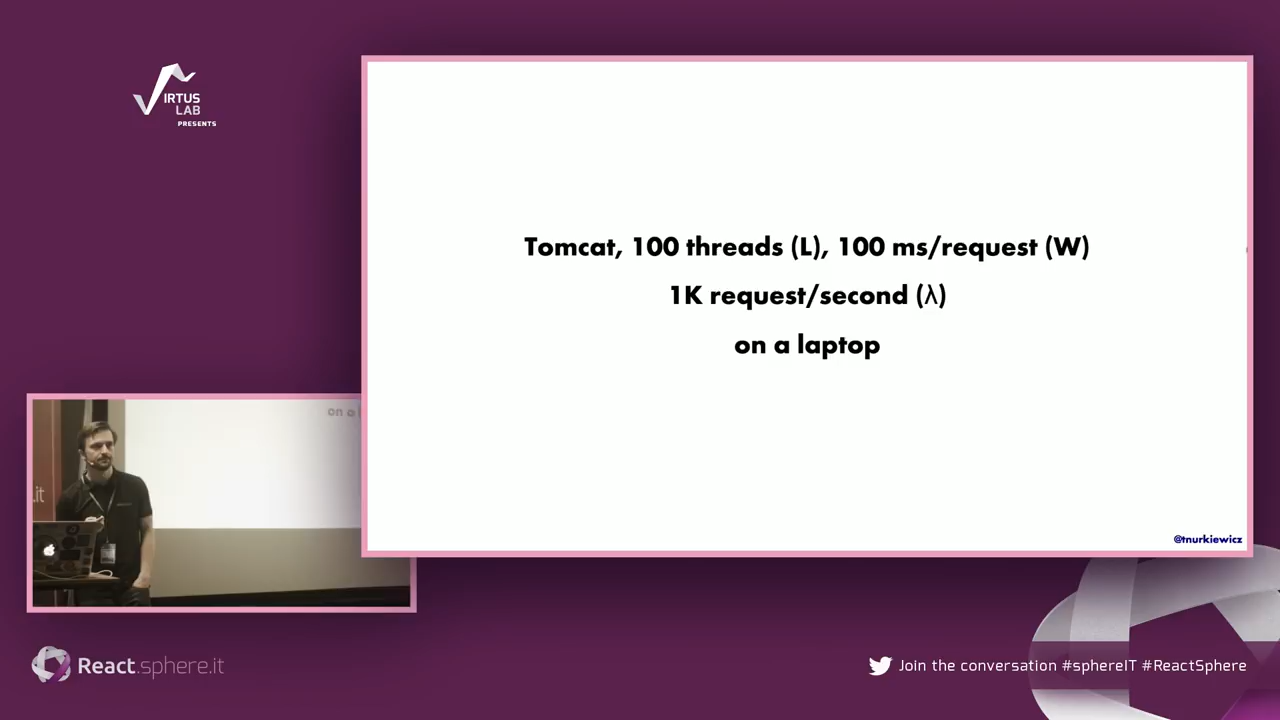 VIRTUS
LAB
PRESENTS
Tomcat, 100 threads (L), 100 ms/request (W)
1K request/second (λ)
on a laptop
@tnurkiewicz
on a
.it
React.sphere.it
Join the conversation #sphereIT #ReactSphere